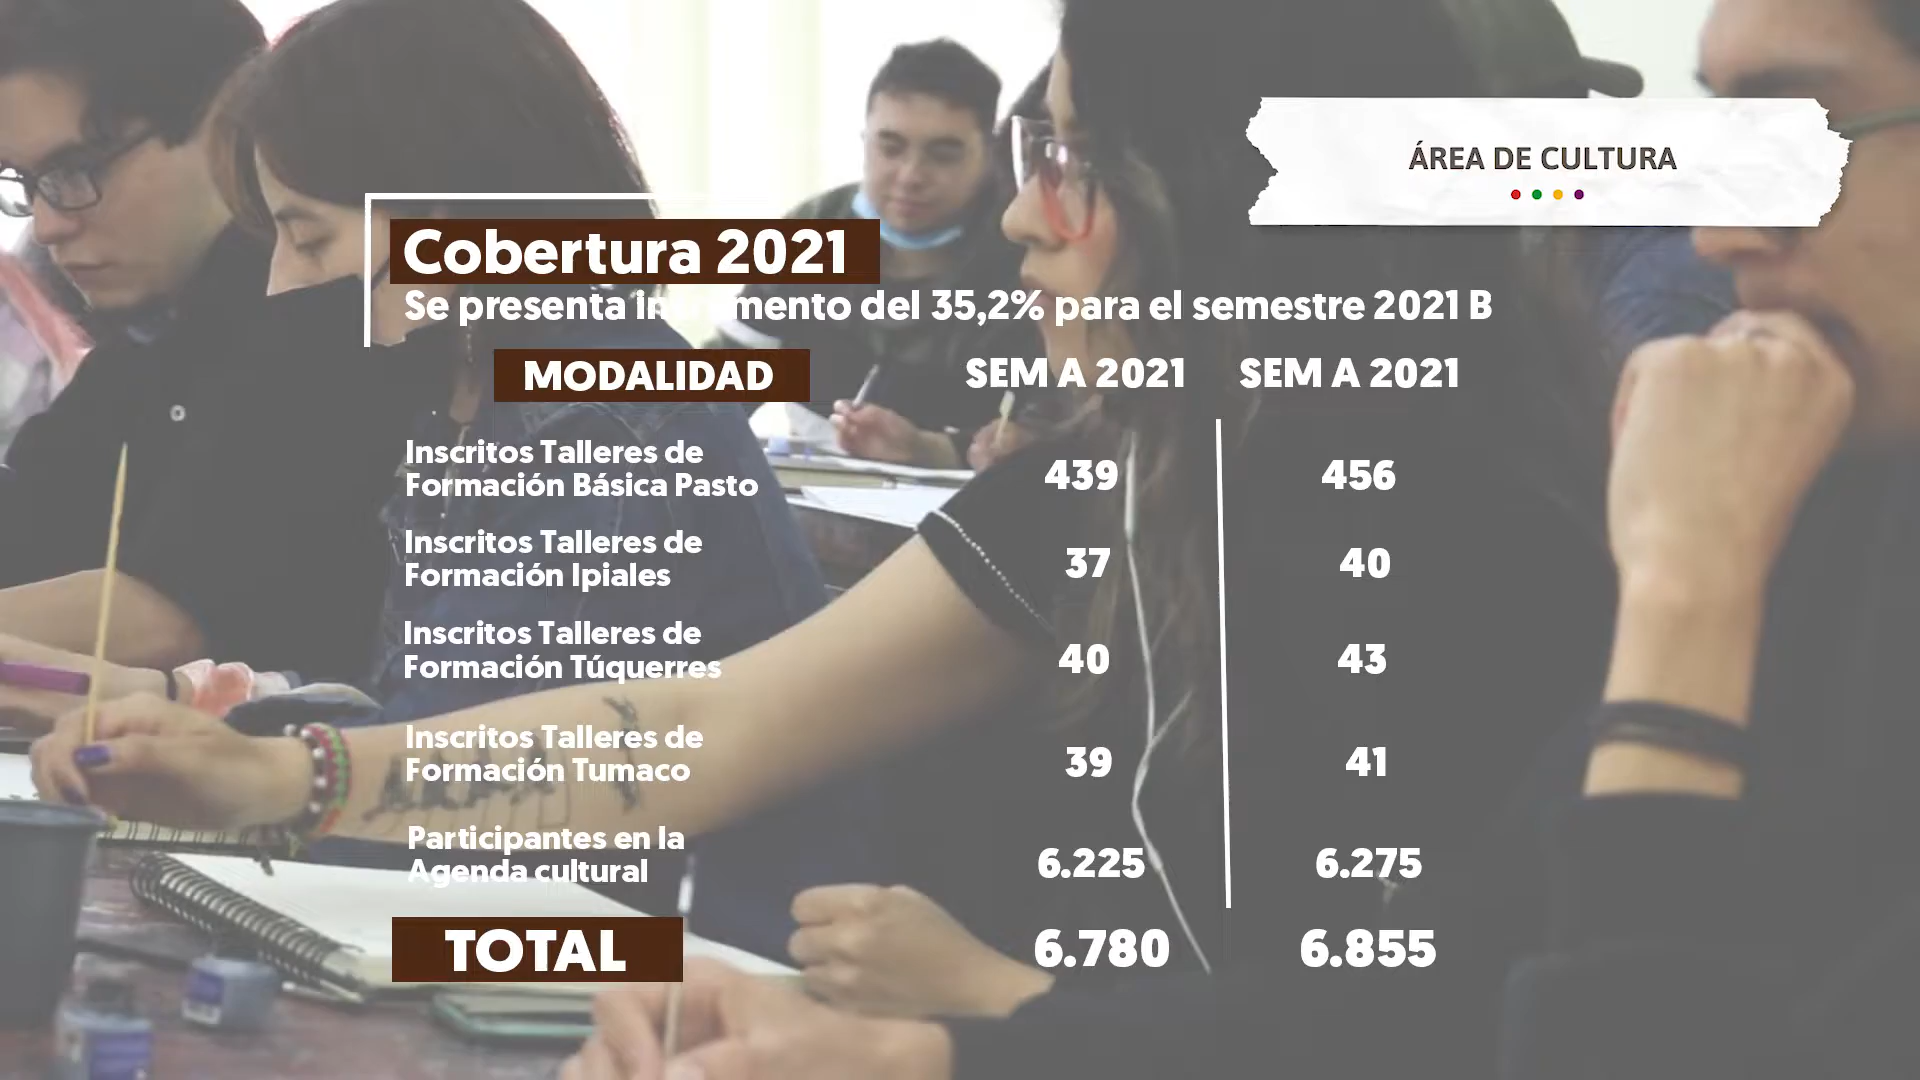 ÁREA DE CULTURA
Cobertura 2021
Se presenta incremento del 35,2% para el semestre 2021 B
MODALIDAD SEM A 2021 SEM A 2021
Inscritos Talleres de
Formación Básica Pasto 439 456
Inscritos Talleres de
Formación Ipiales 37 40
Inscritos Talleres de
Formación Túquerres 40 43
Inscritos Talleres de
Formación Tumaco 39 41
Participantes en la
Agenda cultural 6.225 6.275
TOTAL 6.780 6.855